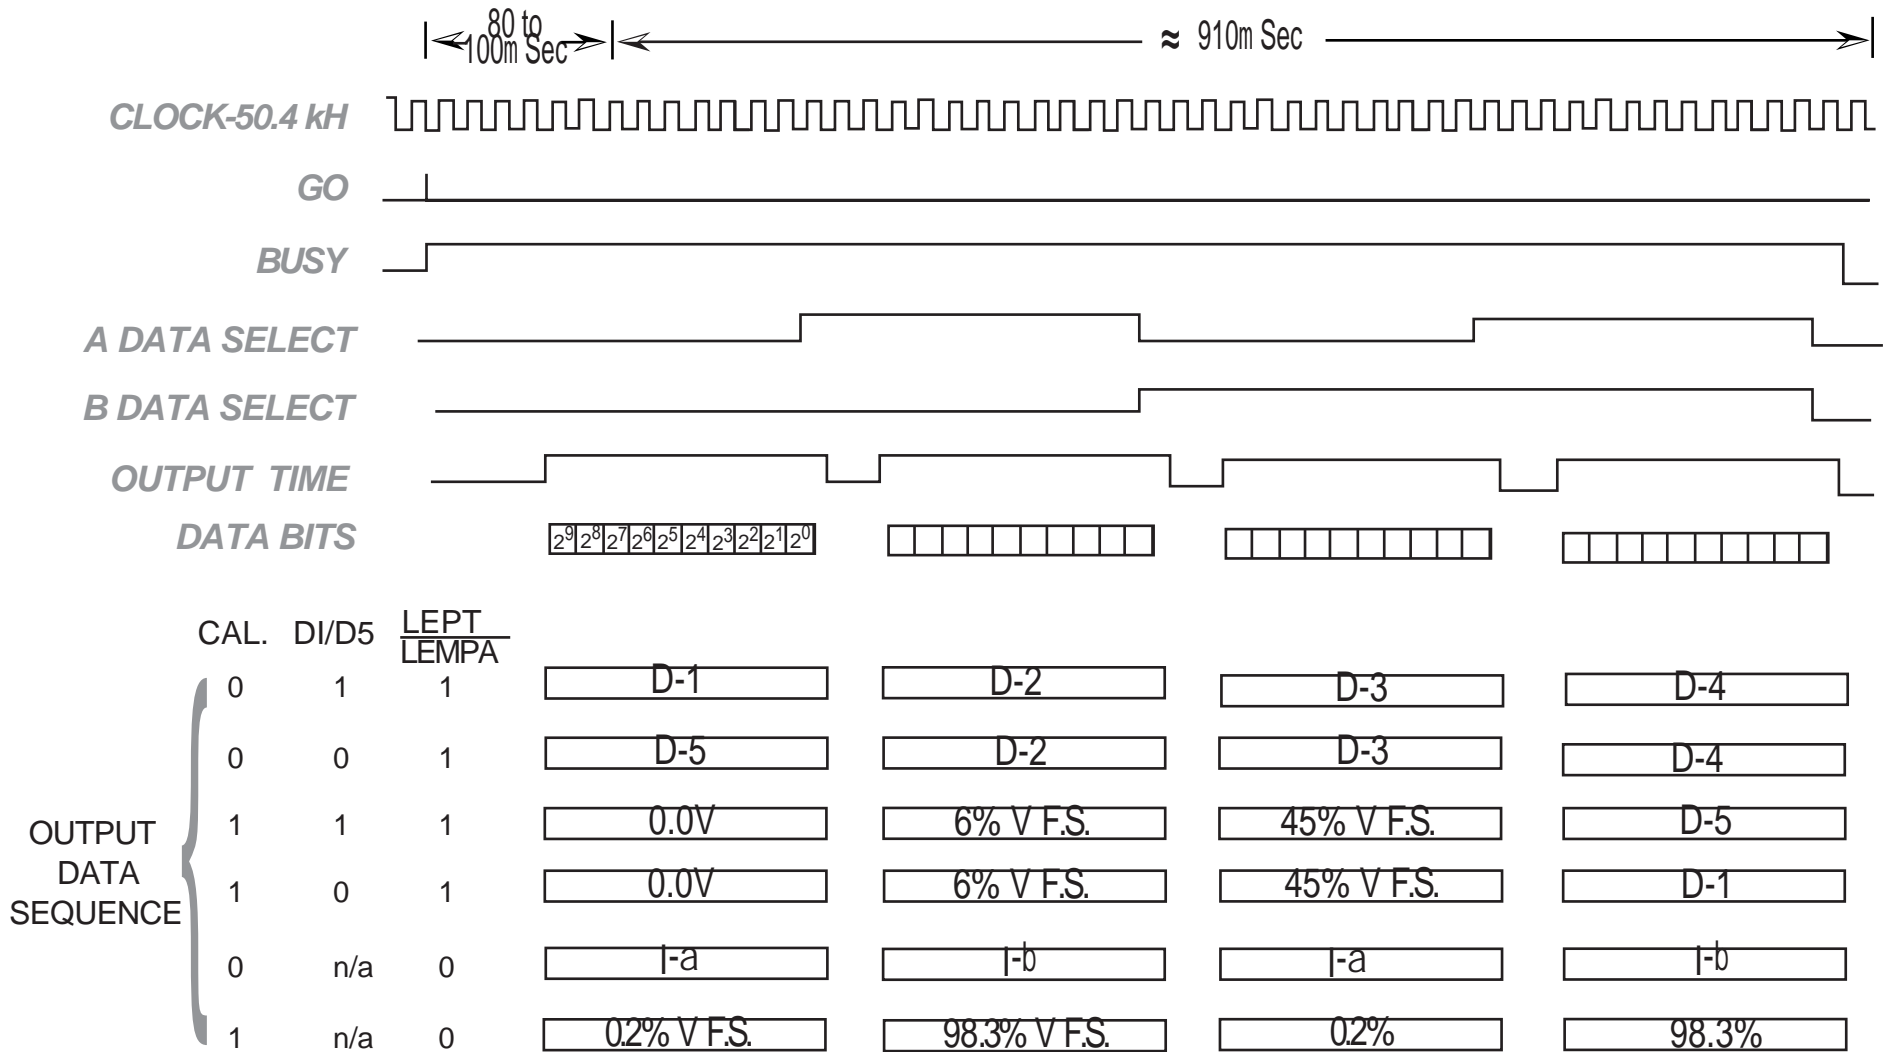 80 to
100m Sec
≈ 910m Sec
CLOCK-50.4 kH
GO
BUSY
A DATA SELECT
B DATA SELECT
OUTPUT TIME
DATA BITS
2⁹ 2⁸ 2⁷ 2⁶ 2⁵ 2⁴ 2³ 2² 2¹ 2⁰
CAL. DI/D5 LEPT
LEMPA
0 1 1 D-1 D-2 D-3 D-4
0 0 1 D-5 D-2 D-3 D-4
1 1 1 0.0V 6% V F.S. 45% V F.S. D-5
1 0 1 0.0V 6% V F.S. 45% V F.S. D-1
0 n/a 0 I-a I-b I-a I-b
1 n/a 0 0.2% V F.S. 98.3% V F.S. 0.2% 98.3%
OUTPUT
DATA
SEQUENCE